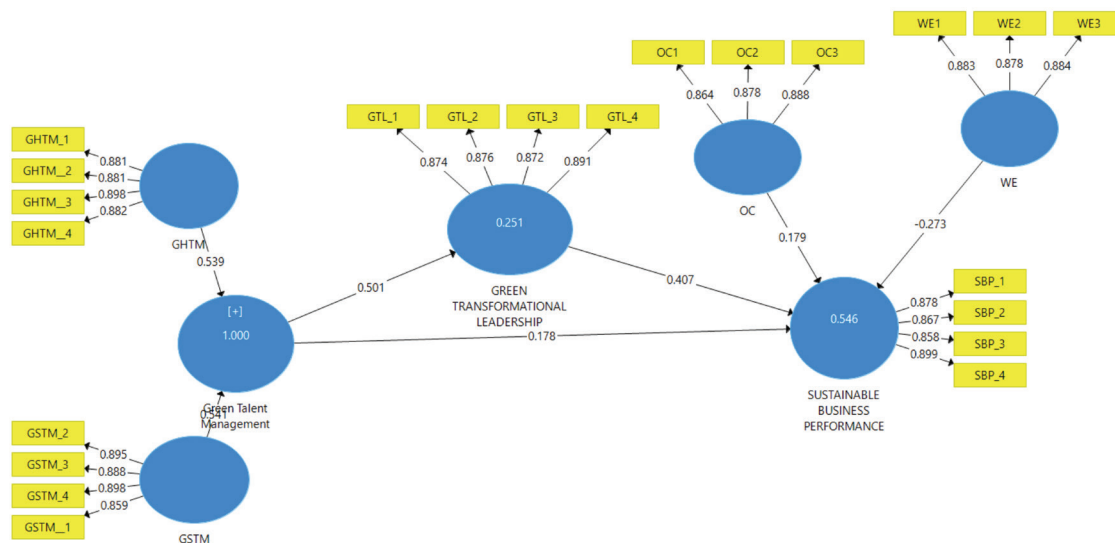 WE1 WE2 WE3
0.883 0.878 0.884
WE
OC1 OC2 OC3
0.864 0.878 0.888
OC
GTL_1 GTL_2 GTL_3 GTL_4
0.874 0.876 0.872 0.891
0.251
GREEN
TRANSFORMATIONAL
LEADERSHIP
GHTM_1
GHTM__2
GHTM__3
GHTM__4
0.881
0.881
0.898
0.882
GHTM
0.539
0.501
0.407
0.179
-0.273
0.178
[+]
1.000
Green Talent
Management
0.541
GSTM_2
GSTM_3
GSTM_4
GSTM__1
0.895
0.888
0.898
0.859
GSTM
0.546
SUSTAINABLE
BUSINESS
PERFORMANCE
0.878
0.867
0.858
0.899
SBP_1
SBP_2
SBP_3
SBP_4